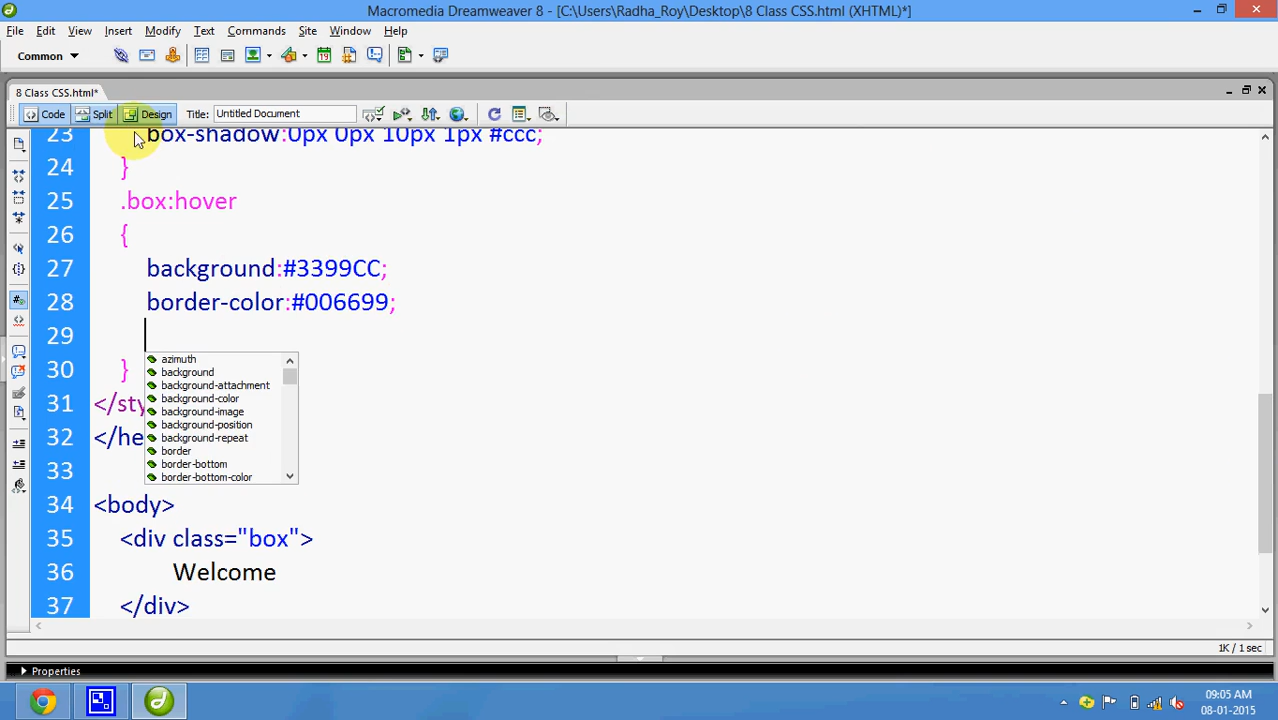 Macromedia Dreamweaver 8 - [C:\Users\Radha_Roy\Desktop\8 Class CSS.html (XHTML)*]
File Edit View Insert Modify Text Commands Site Window Help
Common
8 Class CSS.html*
Code Split Design Title: Untitled Document
23 box-shadow:0px 0px 10px 1px #ccc;
24 }
25 .box:hover
26 {
27 background:#3399CC;
28 border-color:#006699;
29
azimuth
background
30 }
background-attachment
background-color
31 </sty
background-image
background-position
32 </he
background-repeat
border
33
border-bottom
border-bottom-color
34 <body>
35 <div class="box">
36 Welcome
37 </div>
1K / 1 sec
Properties
09:05 AM
08-01-2015